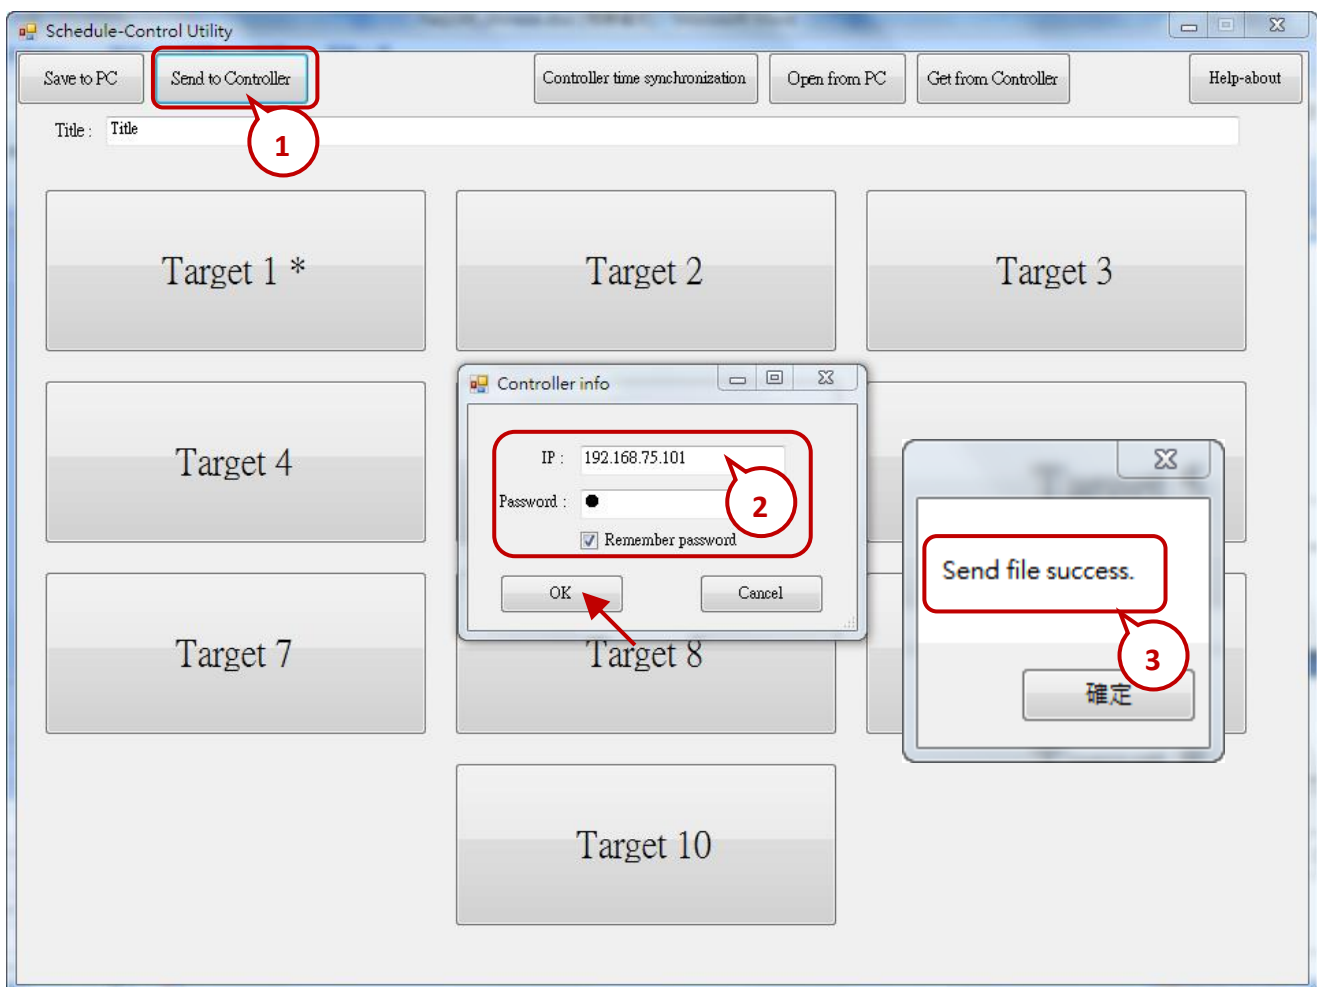 Schedule-Control Utility
Save to PC
Send to Controller
Controller time synchronization
Open from PC
Get from Controller
Help-about
1
Title :
Title
Target 1 *
Target 2
Target 3
Controller info
IP :
192.168.75.101
2
Password :
●
Remember password
OK
Cancel
Target 4
Send file success.
3
確定
Target 7
Target 8
Target 10